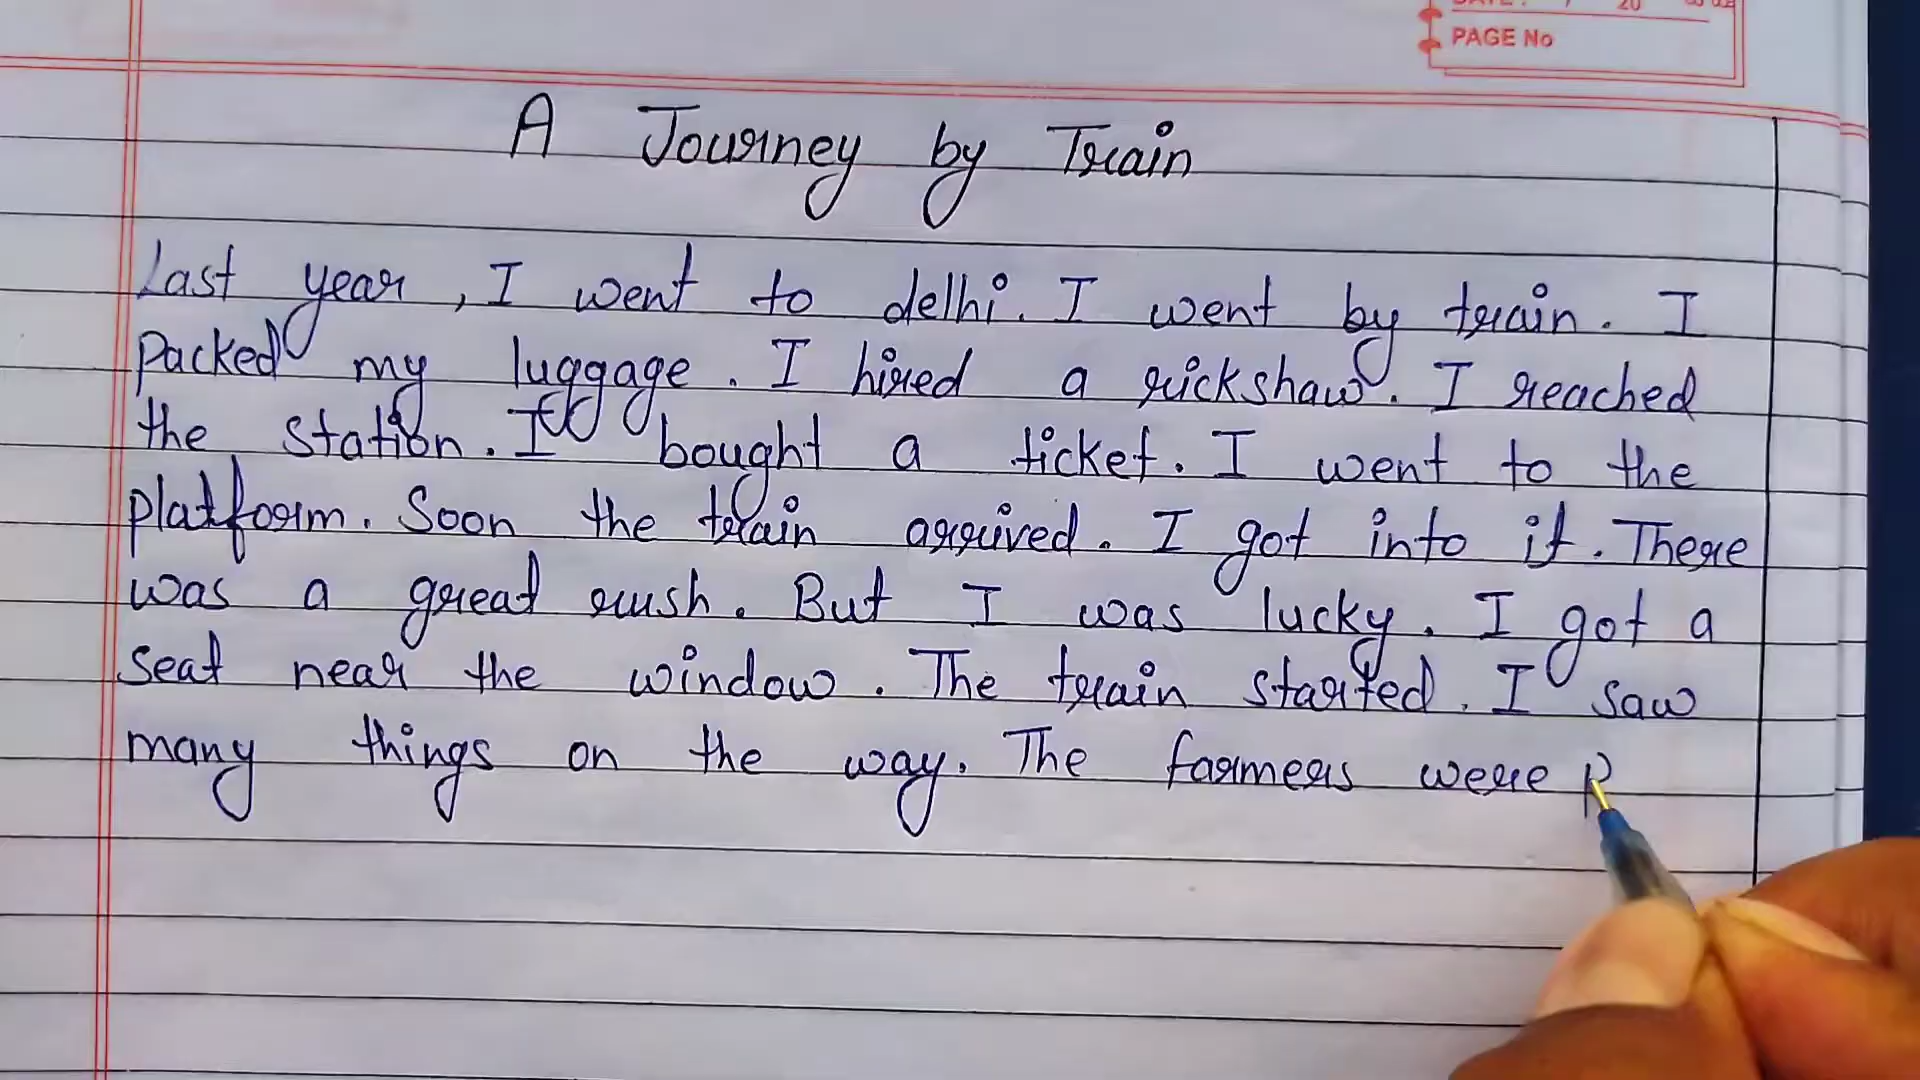 PAGE No
A Journey by Train
Last year, I went to delhi. I went by train. I
Packed my luggage. I hired a rickshaw. I reached
the station. I bought a ticket. I went to the
platform. Soon the train arrived. I got into it. There
was a great rush. But I was lucky. I got a
seat near the window. The train started. I saw
many things on the way. The farmers were p